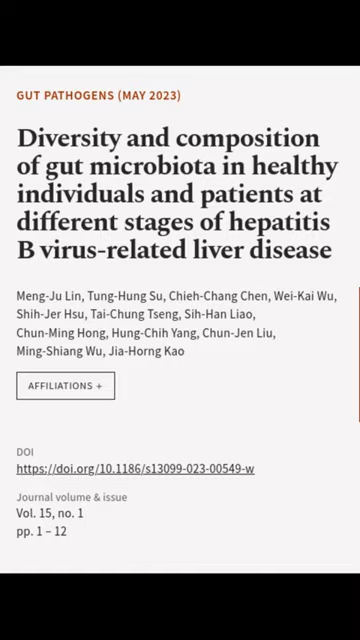 GUT PATHOGENS (MAY 2023)
Diversity and composition
of gut microbiota in healthy
individuals and patients at
different stages of hepatitis
B virus-related liver disease
Meng-Ju Lin, Tung-Hung Su, Chieh-Chang Chen, Wei-Kai Wu,
Shih-Jer Hsu, Tai-Chung Tseng, Sih-Han Liao,
Chun-Ming Hong, Hung-Chih Yang, Chun-Jen Liu,
Ming-Shiang Wu, Jia-Horng Kao
AFFILIATIONS +
DOI
https://doi.org/10.1186/s13099-023-00549-w
Journal volume & issue
Vol. 15, no. 1
pp. 1 – 12